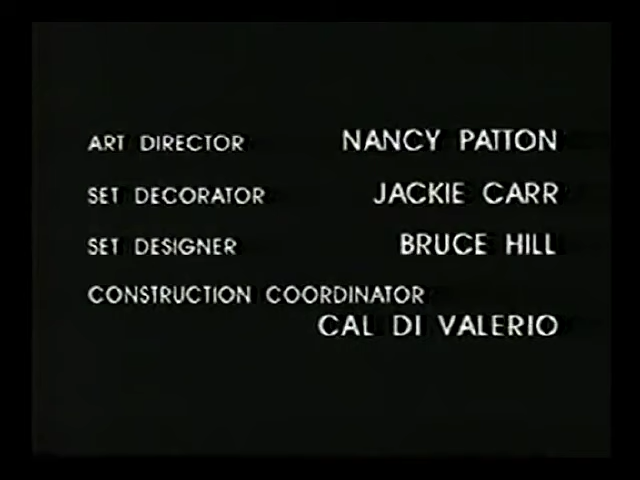 ART DIRECTOR NANCY PATTON
SET DECORATOR JACKIE CARR
SET DESIGNER BRUCE HILL
CONSTRUCTION COORDINATOR
CAL DI VALERIO